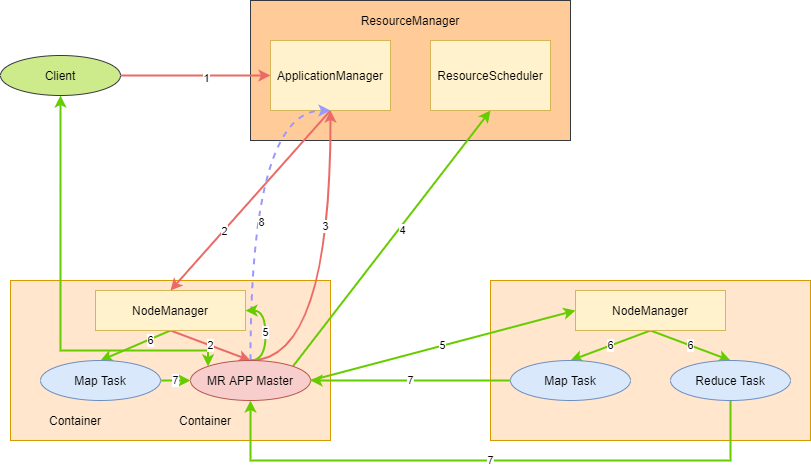 ResourceManager
Client
ApplicationManager
ResourceScheduler
1
8
3
2
4
NodeManager
NodeManager
6
2
5
5
6
6
Map Task
7
MR APP Master
7
Map Task
Reduce Task
Container
Container
7